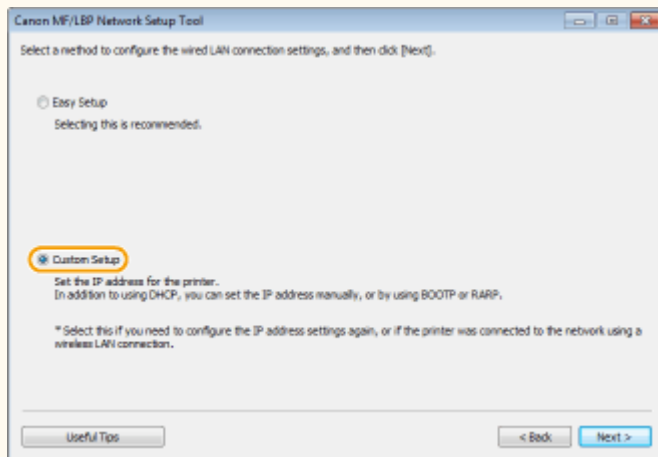 Canon MF/LBP Network Setup Tool
Select a method to configure the wired LAN connection settings, and then click [Next].
Easy Setup
Selecting this is recommended.
Custom Setup
Set the IP address for the printer.
In addition to using DHCP, you can set the IP address manually, or by using BOOTP or RARP.
*Select this if you need to configure the IP address settings again, or if the printer was connected to the network using a
wireless LAN connection.
Useful Tips
< Back
Next >